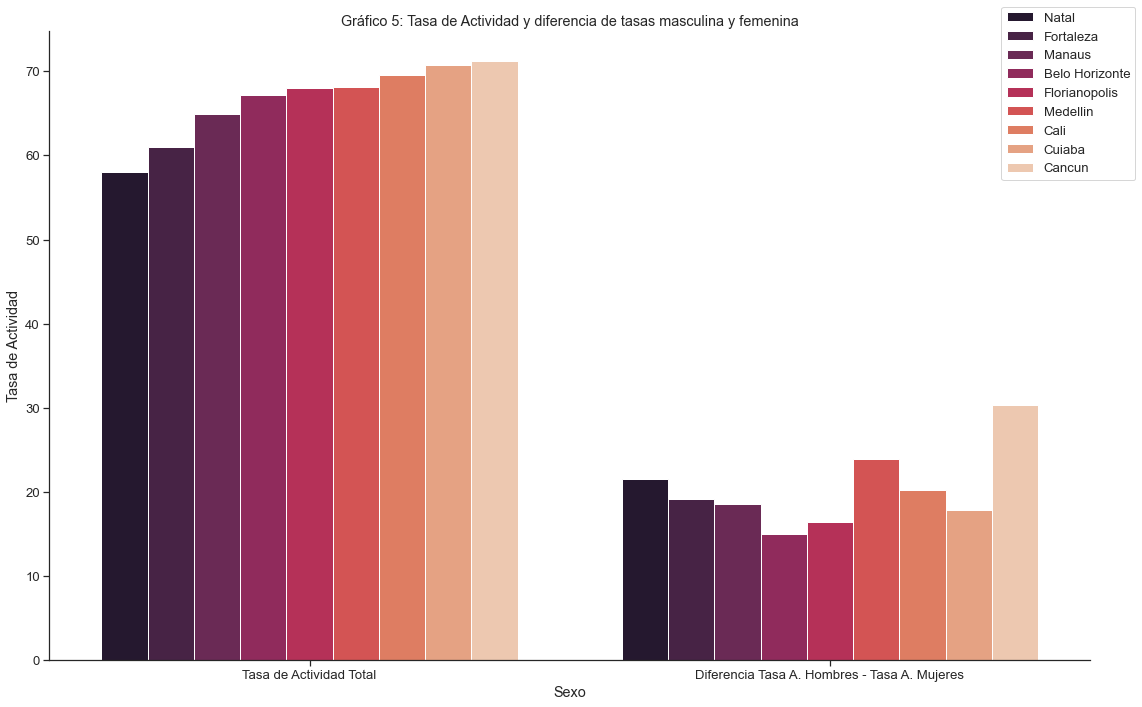 Gráfico 5: Tasa de Actividad y diferencia de tasas masculina y femenina
Natal
Fortaleza
Manaus
Belo Horizonte
Florianopolis
Medellin
Cali
Cuiaba
Cancun
Tasa de Actividad
70
60
50
40
30
20
10
0
Tasa de Actividad Total
Diferencia Tasa A. Hombres - Tasa A. Mujeres
Sexo